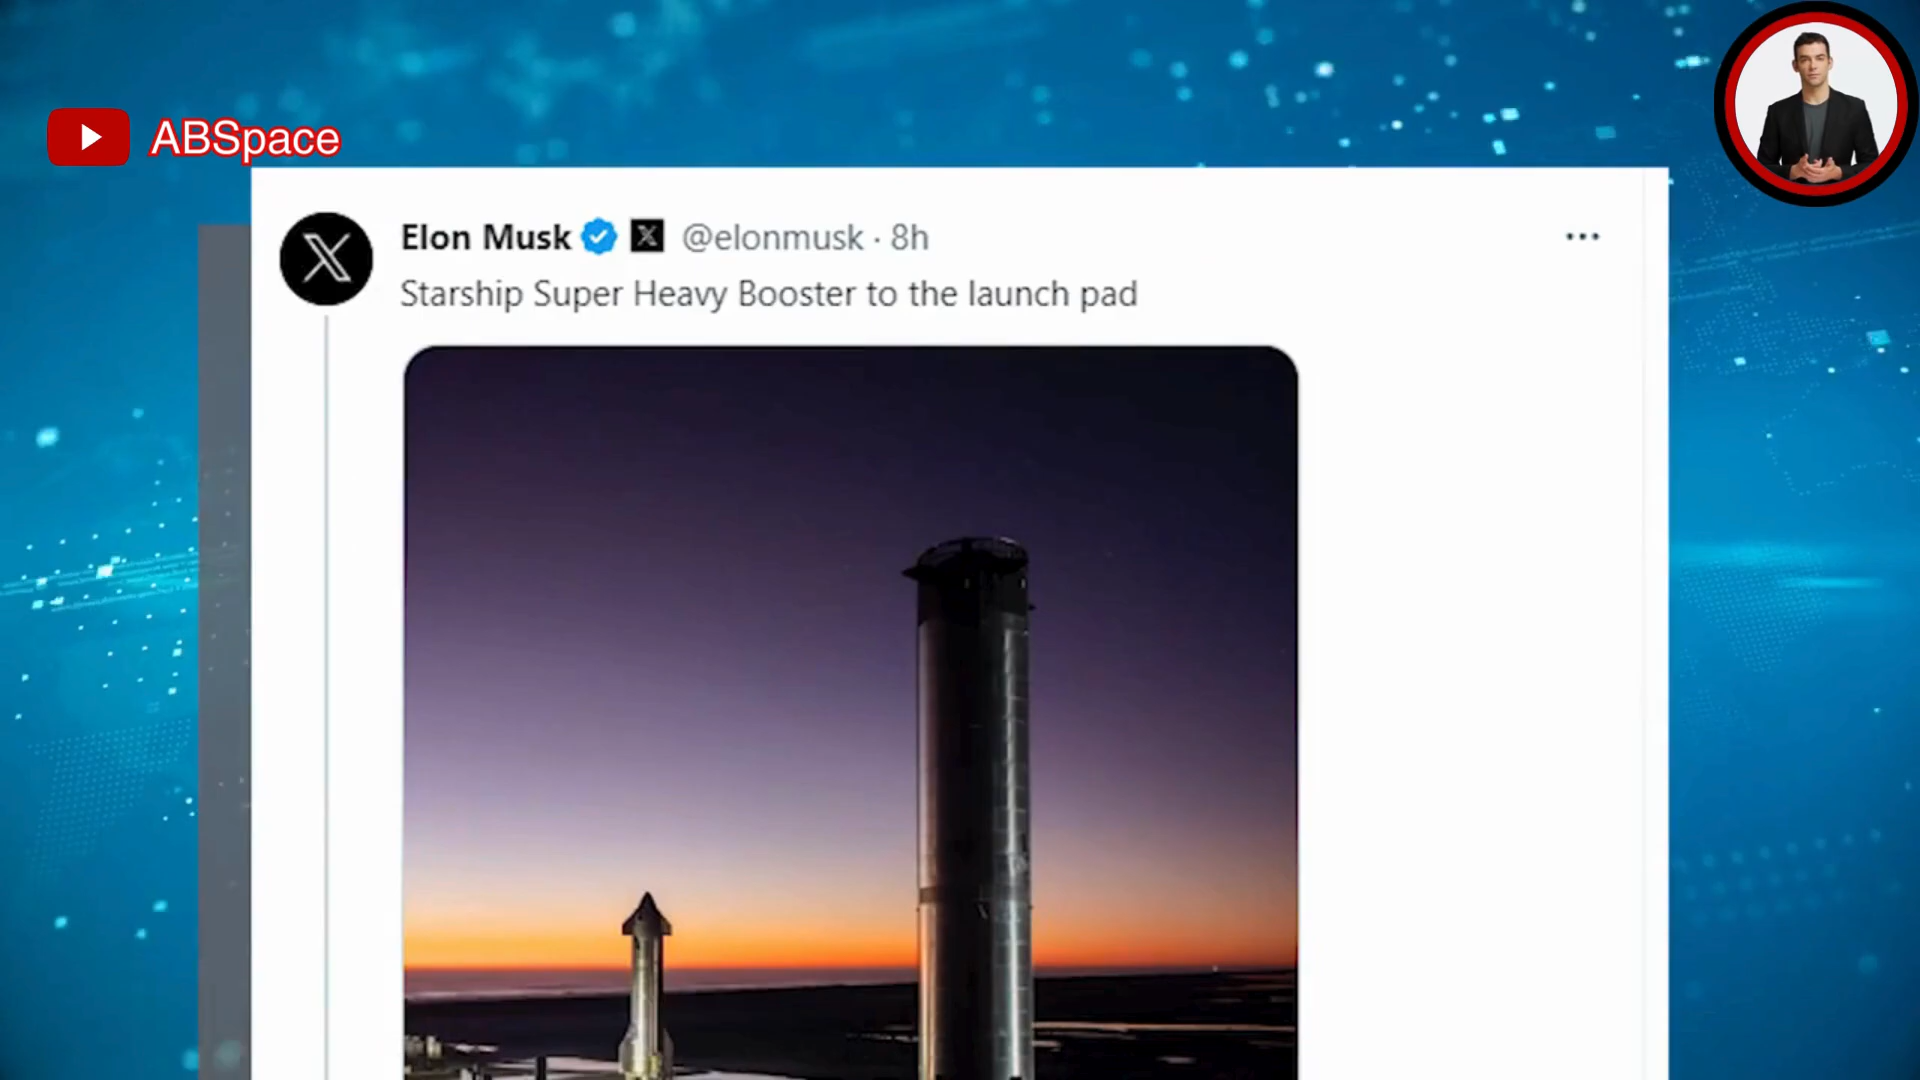 ABSpace
Elon Musk @elonmusk · 8h
Starship Super Heavy Booster to the launch pad